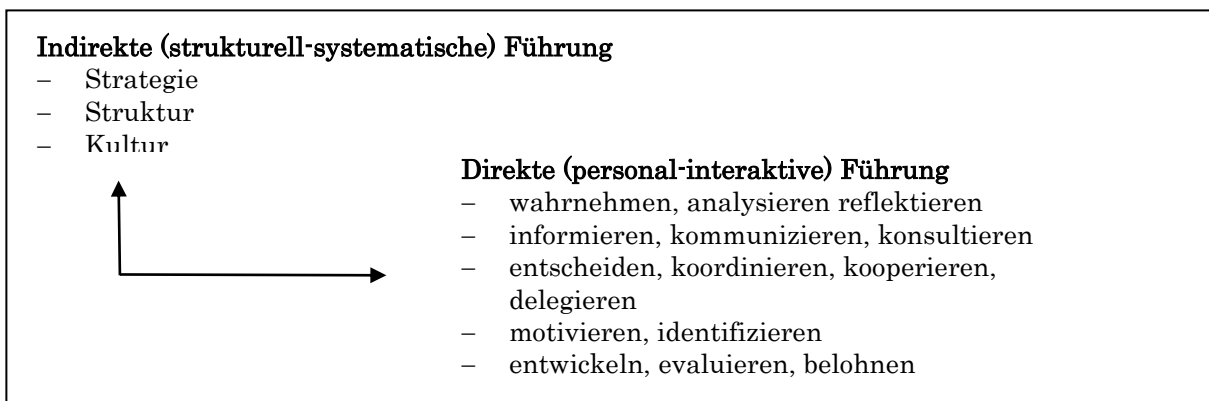 Indirekte (strukturell-systematische) Führung
– Strategie
– Struktur
– Kultur
Direkte (personal-interaktive) Führung
– wahrnehmen, analysieren reflektieren
– informieren, kommunizieren, konsultieren
– entscheiden, koordinieren, kooperieren,
delegieren
– motivieren, identifizieren
– entwickeln, evaluieren, belohnen